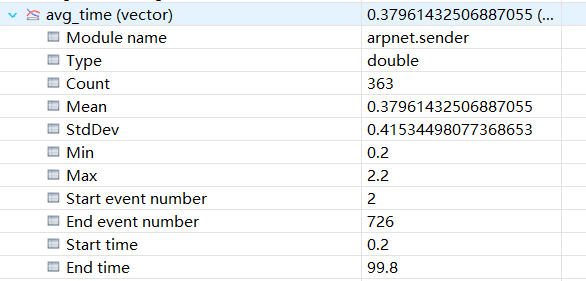 avg_time (vector) 0.37961432506887055 (...
Module name arpnet.sender
Type double
Count 363
Mean 0.37961432506887055
StdDev 0.41534498077368653
Min 0.2
Max 2.2
Start event number 2
End event number 726
Start time 0.2
End time 99.8